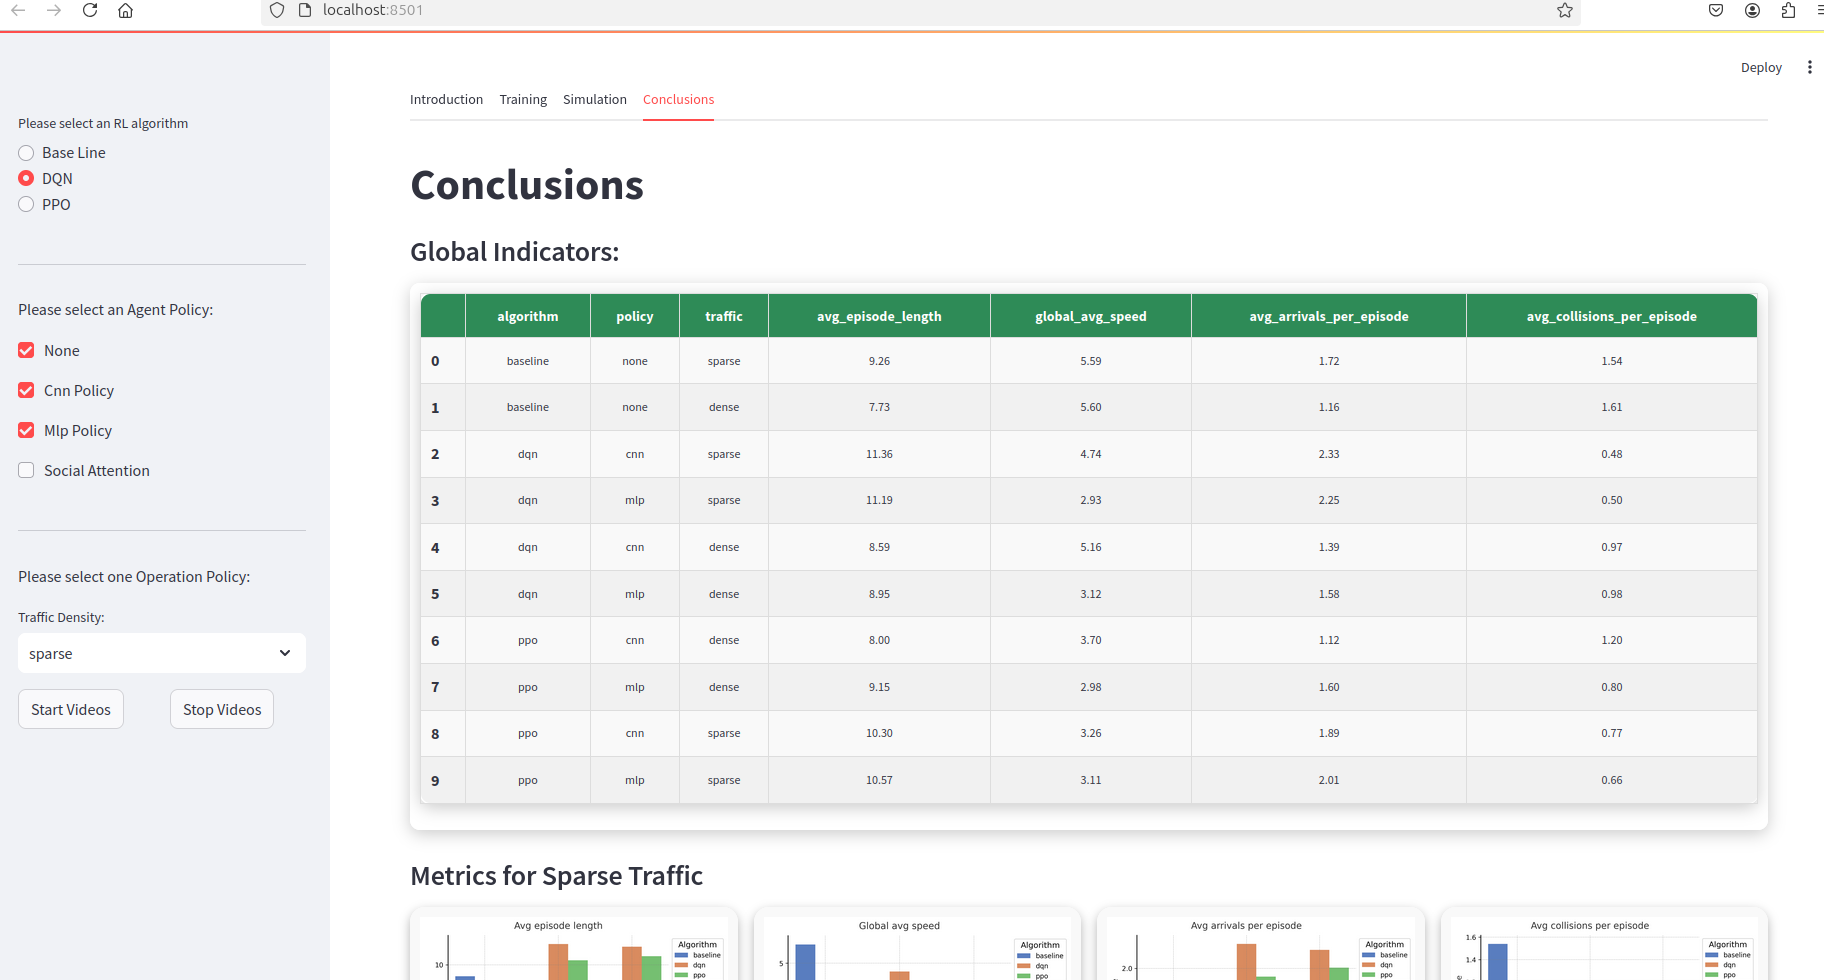 localhost:8501
Deploy
Introduction Training Simulation Conclusions
Please select an RL algorithm
Base Line
DQN
PPO
Please select an Agent Policy:
None
Cnn Policy
Mlp Policy
Social Attention
Please select one Operation Policy:
Traffic Density:
sparse
Start Videos Stop Videos
Conclusions
Global Indicators:
algorithm policy traffic avg_episode_length global_avg_speed avg_arrivals_per_episode avg_collisions_per_episode
0 baseline none sparse 9.26 5.59 1.72 1.54
1 baseline none dense 7.73 5.60 1.16 1.61
2 dqn cnn sparse 11.36 4.74 2.33 0.48
3 dqn mlp sparse 11.19 2.93 2.25 0.50
4 dqn cnn dense 8.59 5.16 1.39 0.97
5 dqn mlp dense 8.95 3.12 1.58 0.98
6 ppo cnn dense 8.00 3.70 1.12 1.20
7 ppo mlp dense 9.15 2.98 1.60 0.80
8 ppo cnn sparse 10.30 3.26 1.89 0.77
9 ppo mlp sparse 10.57 3.11 2.01 0.66
Metrics for Sparse Traffic
Avg episode length
Algorithm
baseline
dqn
ppo
10
Global avg speed
Algorithm
baseline
dqn
ppo
5
Avg arrivals per episode
Algorithm
baseline
dqn
ppo
2.0
Avg collisions per episode
Algorithm
baseline
dqn
ppo
1.6
1.4